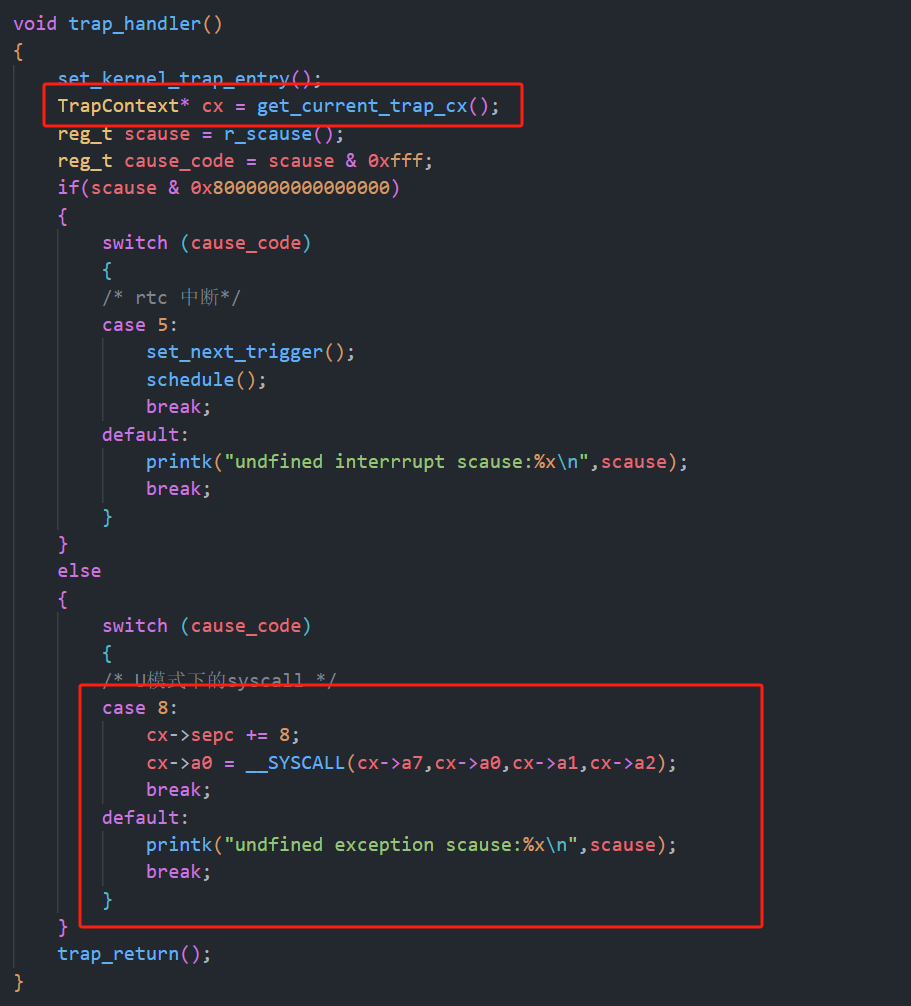 void trap_handler()
{
    set_kernel_trap_entry();
    TrapContext* cx = get_current_trap_cx();
    reg_t scause = r_scause();
    reg_t cause_code = scause & 0xfff;
    if(scause & 0x8000000000000000)
    {
        switch (cause_code)
        {
        /* rtc 中断*/
        case 5:
            set_next_trigger();
            schedule();
            break;
        default:
            printk("undfined interrrupt scause:%x\n",scause);
            break;
        }
    }
    else
    {
        switch (cause_code)
        {
        /* U模式下的syscall */
        case 8:
            cx->sepc += 8;
            cx->a0 = __SYSCALL(cx->a7,cx->a0,cx->a1,cx->a2);
            break;
        default:
            printk("undfined exception scause:%x\n",scause);
            break;
        }
    }
    trap_return();
}